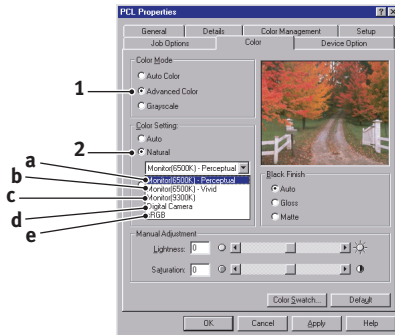 PCL Properties
General Details Color Management Setup
Job Options Color Device Option
Color Mode
Auto Color
1 Advanced Color
Grayscale
Color Setting:
Auto
2 Natural
Monitor(6500K) - Perceptual
a Monitor(6500K) - Perceptual
b Monitor(6500K) - Vivid
c Monitor(9300K)
d Digital Camera
e sRGB
Black Finish
Auto
Gloss
Matte
Manual Adjustment
Lightness: 0
Saturation: 0
Color Swatch... Default
OK Cancel Apply Help